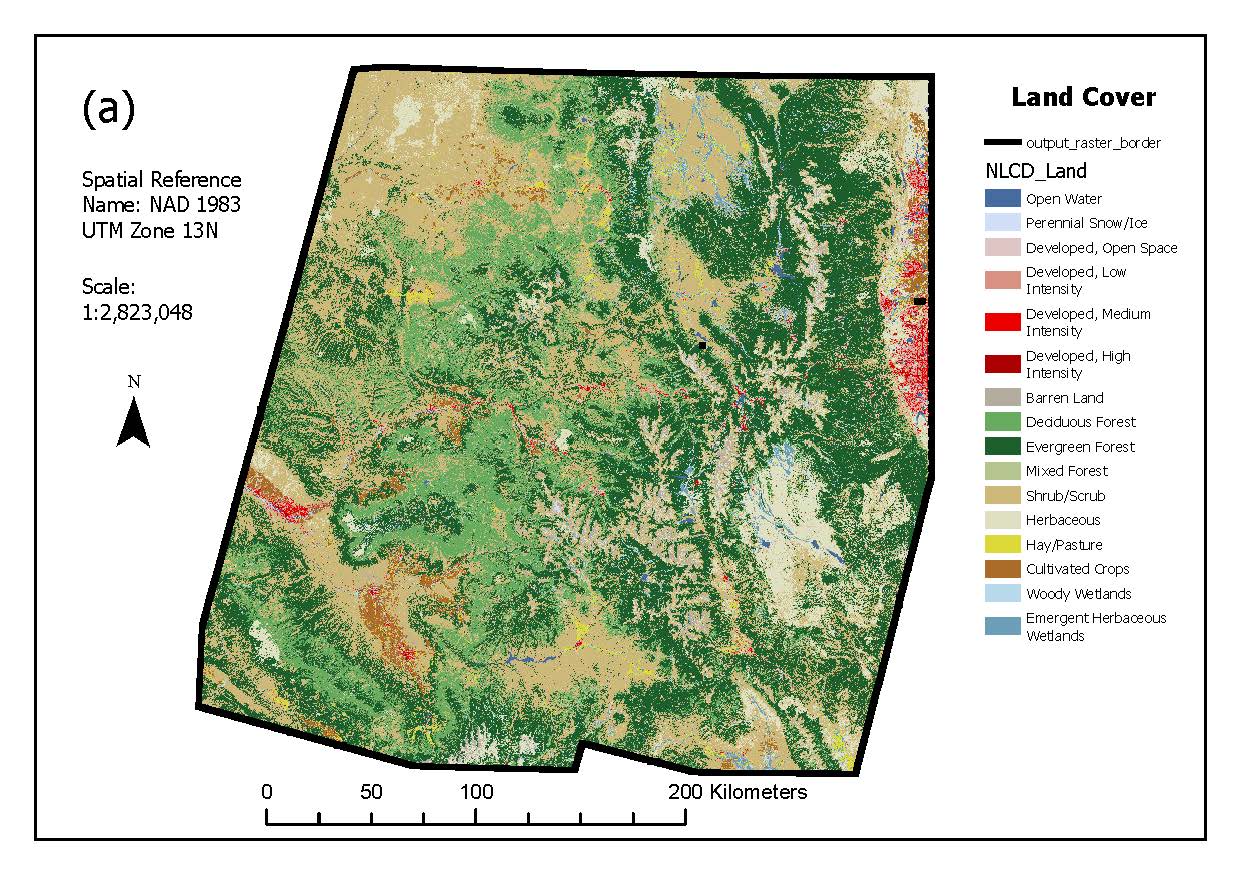 (a)
Spatial Reference
Name: NAD 1983
UTM Zone 13N
Scale:
1:2,823,048
N
0 50 100 200 Kilometers
Land Cover
output_raster_border
NLCD_Land
Open Water
Perennial Snow/Ice
Developed, Open Space
Developed, Low
Intensity
Developed, Medium
Intensity
Developed, High
Intensity
Barren Land
Deciduous Forest
Evergreen Forest
Mixed Forest
Shrub/Scrub
Herbaceous
Hay/Pasture
Cultivated Crops
Woody Wetlands
Emergent Herbaceous
Wetlands